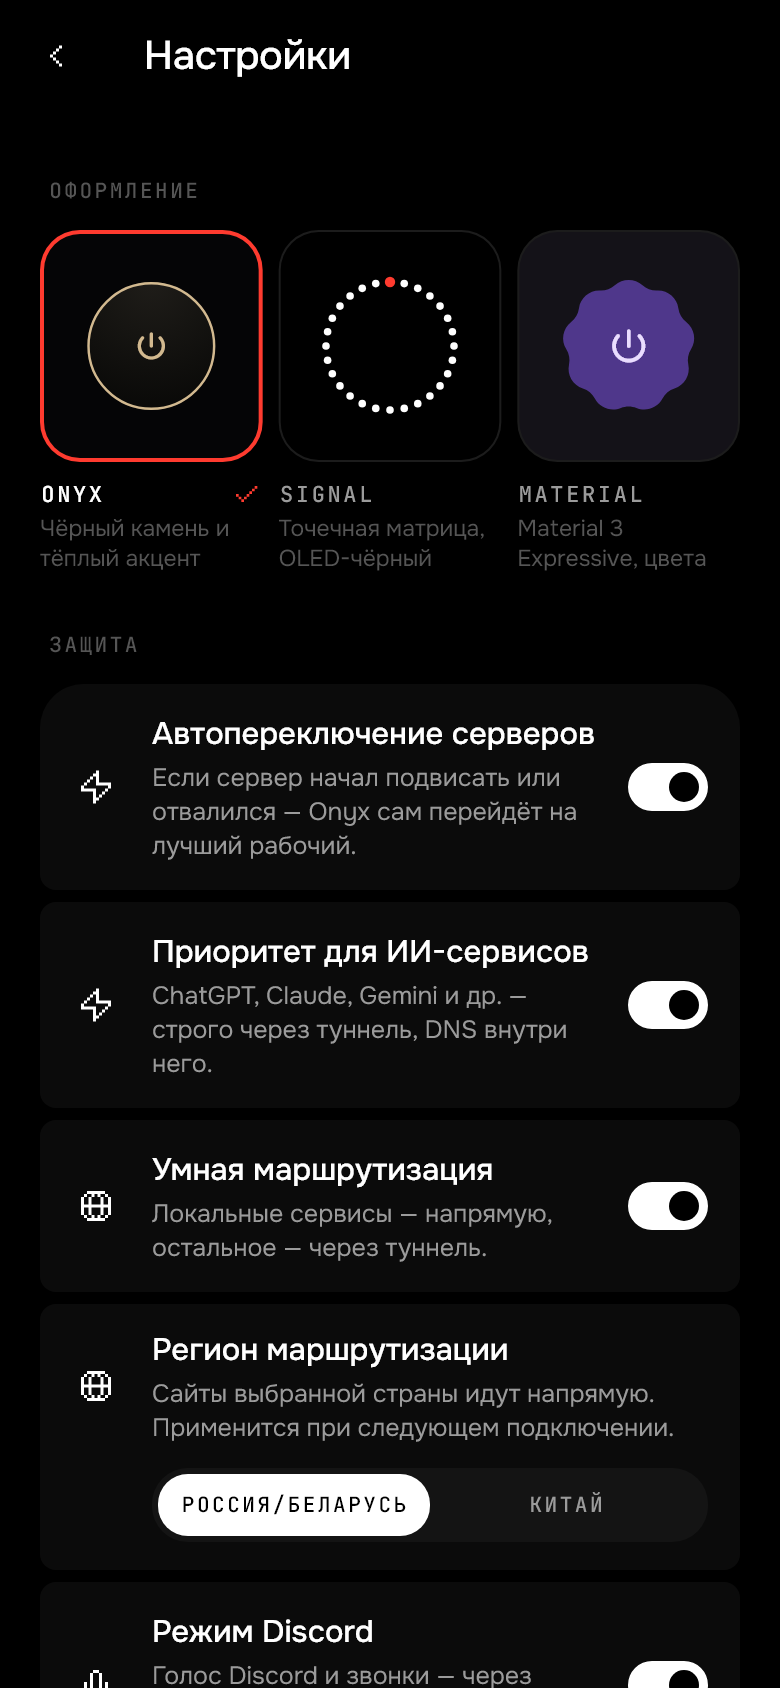 Настройки
ОФОРМЛЕНИЕ
ONYX
Чёрный камень и
тёплый акцент
SIGNAL
Точечная матрица,
OLED-чёрный
MATERIAL
Material 3
Expressive, цвета
ЗАЩИТА
Автопереключение серверов
Если сервер начал подвисать или
отвалился — Onyx сам перейдёт на
лучший рабочий.
Приоритет для ИИ-сервисов
ChatGPT, Claude, Gemini и др. —
строго через туннель, DNS внутри
него.
Умная маршрутизация
Локальные сервисы — напрямую,
остальное — через туннель.
Регион маршрутизации
Сайты выбранной страны идут напрямую.
Применится при следующем подключении.
РОССИЯ/БЕЛАРУСЬ
КИТАЙ
Режим Discord
Голос Discord и звонки — через